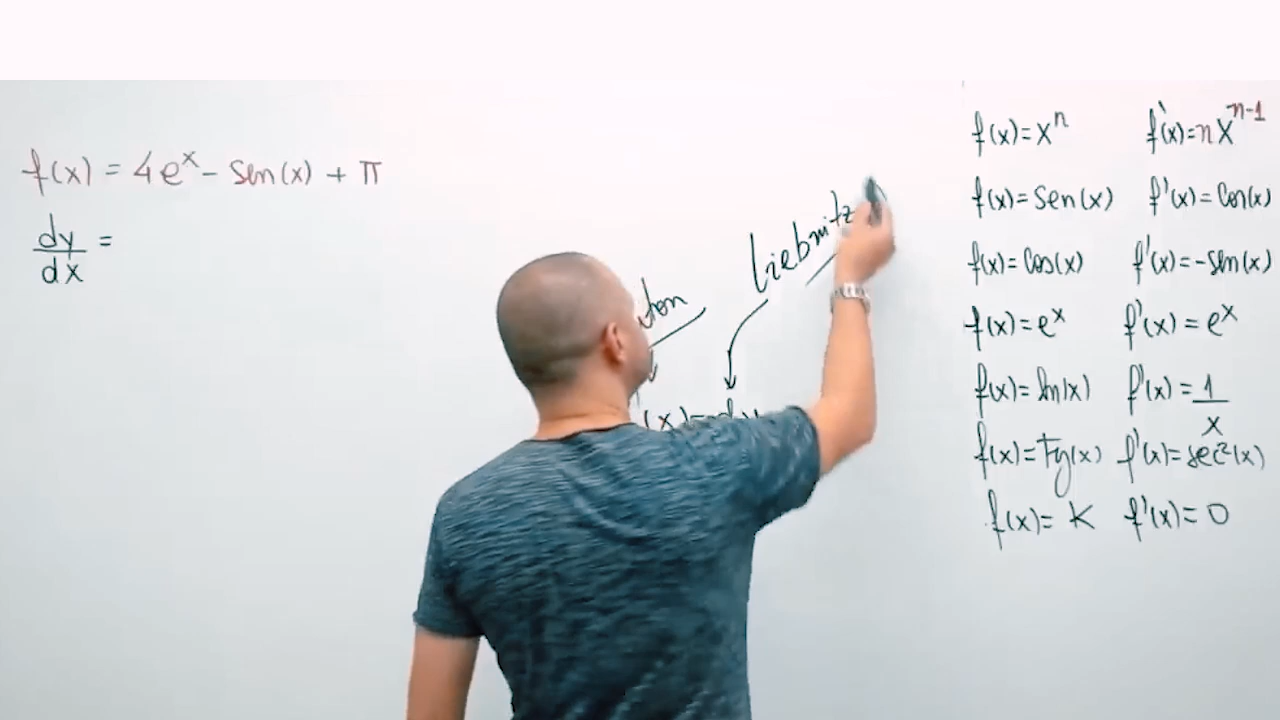 f(x) = 4e^x - Sen(x) + π
dy/dx =
Liebnitz
f(x)=x^n f'(x)=nx^{n-1}
f(x)=Sen(x) f'(x)=Cos(x)
f(x)=Cos(x) f'(x)=-Sen(x)
f(x)=e^x f'(x)=e^x
f(x)=ln(x) f'(x)=1/x
f(x)=Tg(x) f'(x)=sec²(x)
f(x)=K f'(x)=0